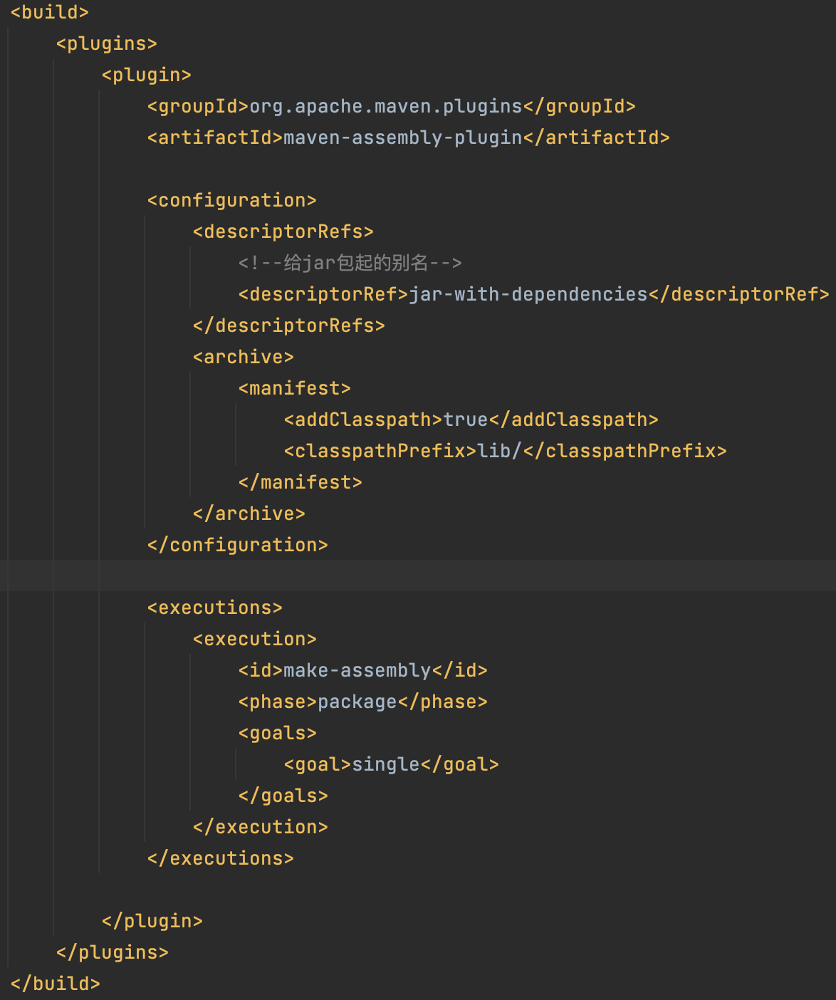 <build>
<plugins>
<plugin>
<groupId>org.apache.maven.plugins</groupId>
<artifactId>maven-assembly-plugin</artifactId>
<configuration>
<descriptorRefs>
<!--给jar包起的别名-->
<descriptorRef>jar-with-dependencies</descriptorRef>
</descriptorRefs>
<archive>
<manifest>
<addClasspath>true</addClasspath>
<classpathPrefix>lib/</classpathPrefix>
</manifest>
</archive>
</configuration>
<executions>
<execution>
<id>make-assembly</id>
<phase>package</phase>
<goals>
<goal>single</goal>
</goals>
</execution>
</executions>
</plugin>
</plugins>
</build>